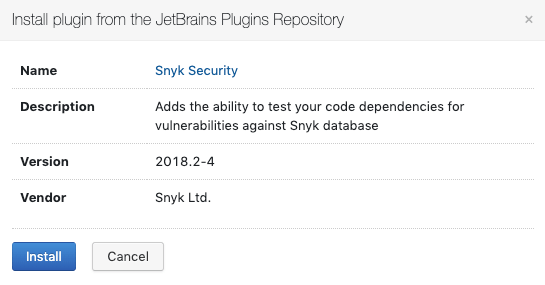 Install plugin from the JetBrains Plugins Repository ×
Name Snyk Security
Description Adds the ability to test your code dependencies for
vulnerabilities against Snyk database
Version 2018.2-4
Vendor Snyk Ltd.
Install Cancel